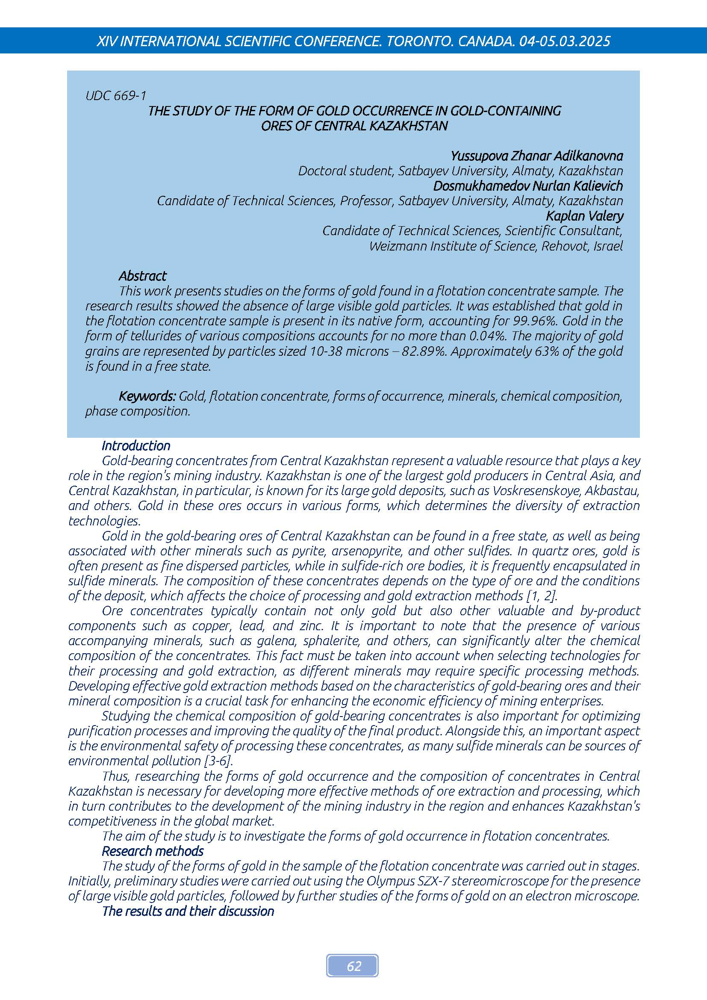 XIV INTERNATIONAL SCIENTIFIC CONFERENCE. TORONTO. CANADA. 04-05.03.2025
UDC 669-1
THE STUDY OF THE FORM OF GOLD OCCURRENCE IN GOLD-CONTAINING
ORES OF CENTRAL KAZAKHSTAN
Yussupova Zhanar Adilkanovna
Doctoral student, Satbayev University, Almaty, Kazakhstan
Dosmukhamedov Nurlan Kalievich
Candidate of Technical Sciences, Professor, Satbayev University, Almaty, Kazakhstan
Kaplan Valery
Candidate of Technical Sciences, Scientific Consultant,
Weizmann Institute of Science, Rehovot, Israel
Abstract
This work presents studies on the forms of gold found in a flotation concentrate sample. The
research results showed the absence of large visible gold particles. It was established that gold in
the flotation concentrate sample is present in its native form, accounting for 99.96%. Gold in the
form of tellurides of various compositions accounts for no more than 0.04%. The majority of gold
grains are represented by particles sized 10-38 microns – 82.89%. Approximately 63% of the gold
is found in a free state.
Keywords: Gold, flotation concentrate, forms of occurrence, minerals, chemical composition,
phase composition.
Introduction
Gold-bearing concentrates from Central Kazakhstan represent a valuable resource that plays a key
role in the region's mining industry. Kazakhstan is one of the largest gold producers in Central Asia, and
Central Kazakhstan, in particular, is known for its large gold deposits, such as Voskresenskoye, Akbastau,
and others. Gold in these ores occurs in various forms, which determines the diversity of extraction
technologies.
Gold in the gold-bearing ores of Central Kazakhstan can be found in a free state, as well as being
associated with other minerals such as pyrite, arsenopyrite, and other sulfides. In quartz ores, gold is
often present as fine dispersed particles, while in sulfide-rich ore bodies, it is frequently encapsulated in
sulfide minerals. The composition of these concentrates depends on the type of ore and the conditions
of the deposit, which affects the choice of processing and gold extraction methods [1, 2].
Ore concentrates typically contain not only gold but also other valuable and by-product
components such as copper, lead, and zinc. It is important to note that the presence of various
accompanying minerals, such as galena, sphalerite, and others, can significantly alter the chemical
composition of the concentrates. This fact must be taken into account when selecting technologies for
their processing and gold extraction, as different minerals may require specific processing methods.
Developing effective gold extraction methods based on the characteristics of gold-bearing ores and their
mineral composition is a crucial task for enhancing the economic efficiency of mining enterprises.
Studying the chemical composition of gold-bearing concentrates is also important for optimizing
purification processes and improving the quality of the final product. Alongside this, an important aspect
is the environmental safety of processing these concentrates, as many sulfide minerals can be sources of
environmental pollution [3-6].
Thus, researching the forms of gold occurrence and the composition of concentrates in Central
Kazakhstan is necessary for developing more effective methods of ore extraction and processing, which
in turn contributes to the development of the mining industry in the region and enhances Kazakhstan's
competitiveness in the global market.
The aim of the study is to investigate the forms of gold occurrence in flotation concentrates.
Research methods
The study of the forms of gold in the sample of the flotation concentrate was carried out in stages.
Initially, preliminary studies were carried out using the Olympus SZX-7 stereomicroscope for the presence
of large visible gold particles, followed by further studies of the forms of gold on an electron microscope.
The results and their discussion
62